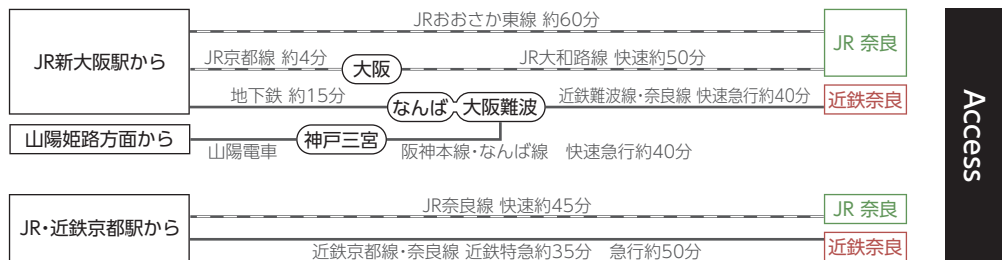 JRおおさか東線 約60分
JR新大阪駅から
JR京都線 約4分
大阪
JR大和路線 快速約50分
JR 奈良
地下鉄 約15分
なんば
大阪難波
近鉄難波線・奈良線 快速急行約40分
近鉄奈良
山陽姫路方面から
山陽電車
神戸三宮
阪神本線・なんば線 快速急行約40分
Access
JR・近鉄京都駅から
JR奈良線 快速約45分
JR 奈良
近鉄京都線・奈良線 近鉄特急約35分 急行約50分
近鉄奈良